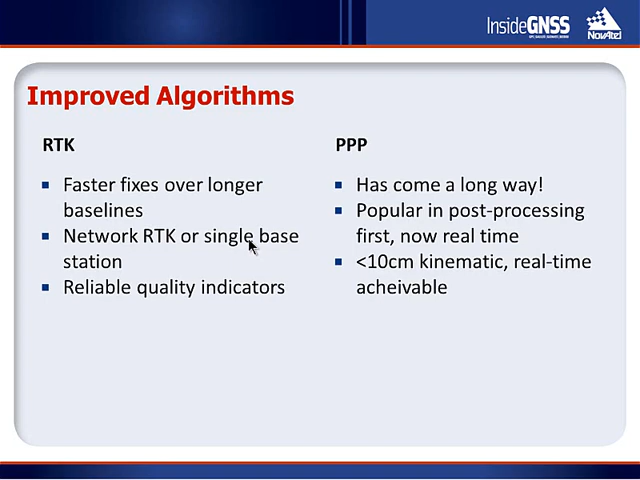 InsideGNSS
NovAtel
Improved Algorithms
RTK
Faster fixes over longer
baselines
Network RTK or single base
station
Reliable quality indicators
PPP
Has come a long way!
Popular in post-processing
first, now real time
<10cm kinematic, real-time
acheivable